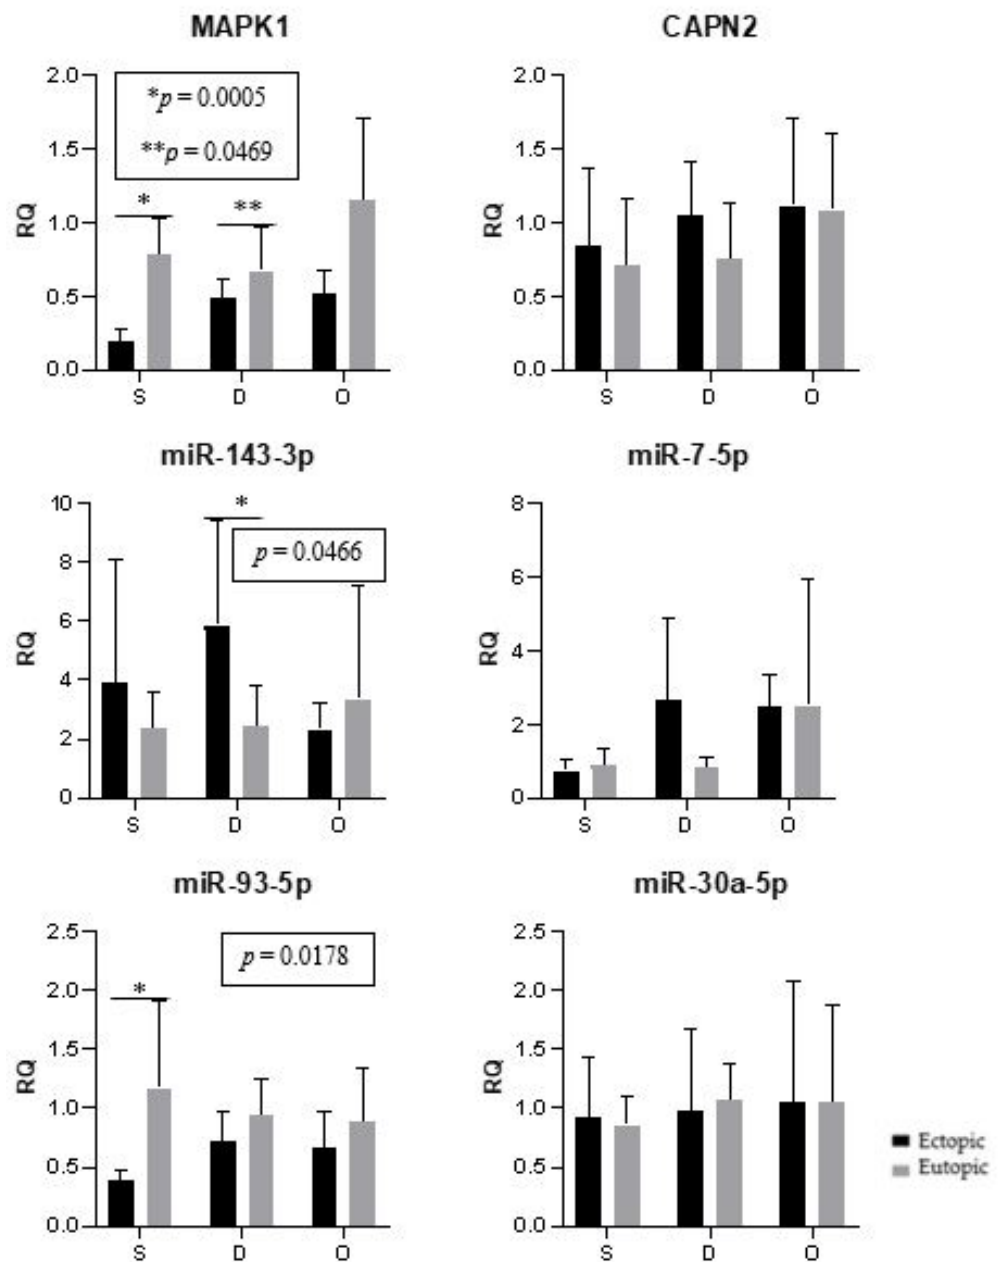 MAPK1
2.0
1.5
1.0
0.5
0.0
RQ
*p = 0.0005
**p = 0.0469
*
**
S D O
CAPN2
2.0
1.5
1.0
0.5
0.0
RQ
S D O
miR-143-3p
10
8
6
4
2
0
RQ
*
p = 0.0466
S D O
miR-7-5p
8
6
4
2
0
RQ
S D O
miR-93-5p
2.5
2.0
1.5
1.0
0.5
0.0
RQ
*
p = 0.0178
S D O
miR-30a-5p
2.5
2.0
1.5
1.0
0.5
0.0
RQ
S D O
Ectopic
Eutopic